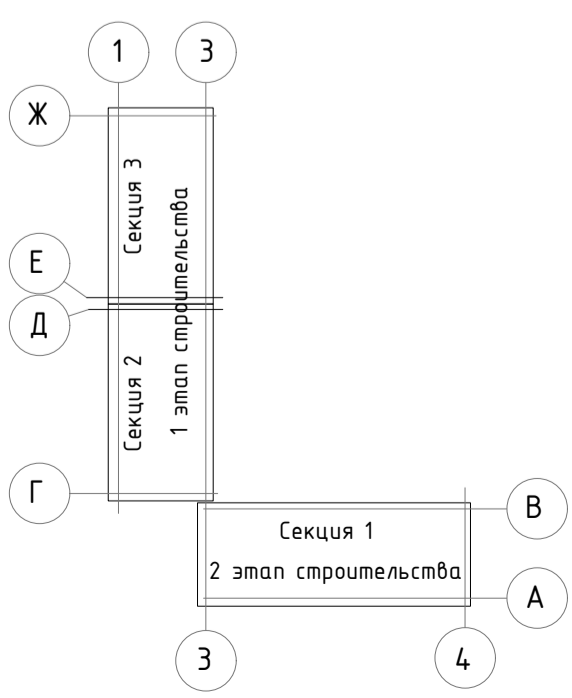 1
3
Ж
Секция 3
1 этап строительства
Е
Д
Секция 2
Г
В
Секция 1
2 этап строительства
А
3
4